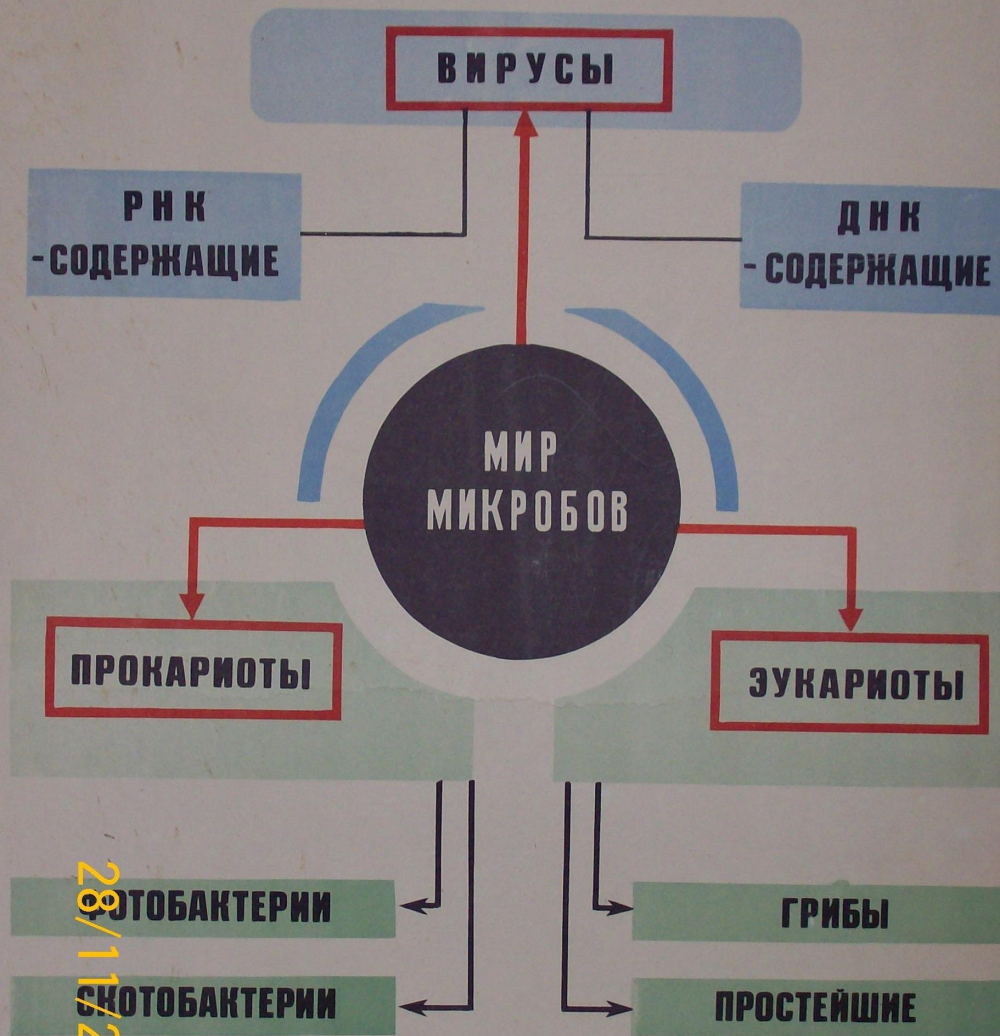 ВИРУСЫ
РНК
-СОДЕРЖАЩИЕ
ДНК
-СОДЕРЖАЩИЕ
МИР
МИКРОБОВ
ПРОКАРИОТЫ
ЭУКАРИОТЫ
ФОТОБАКТЕРИИ
ГРИБЫ
СКОТОБАКТЕРИИ
ПРОСТЕЙШИЕ
28/11/2